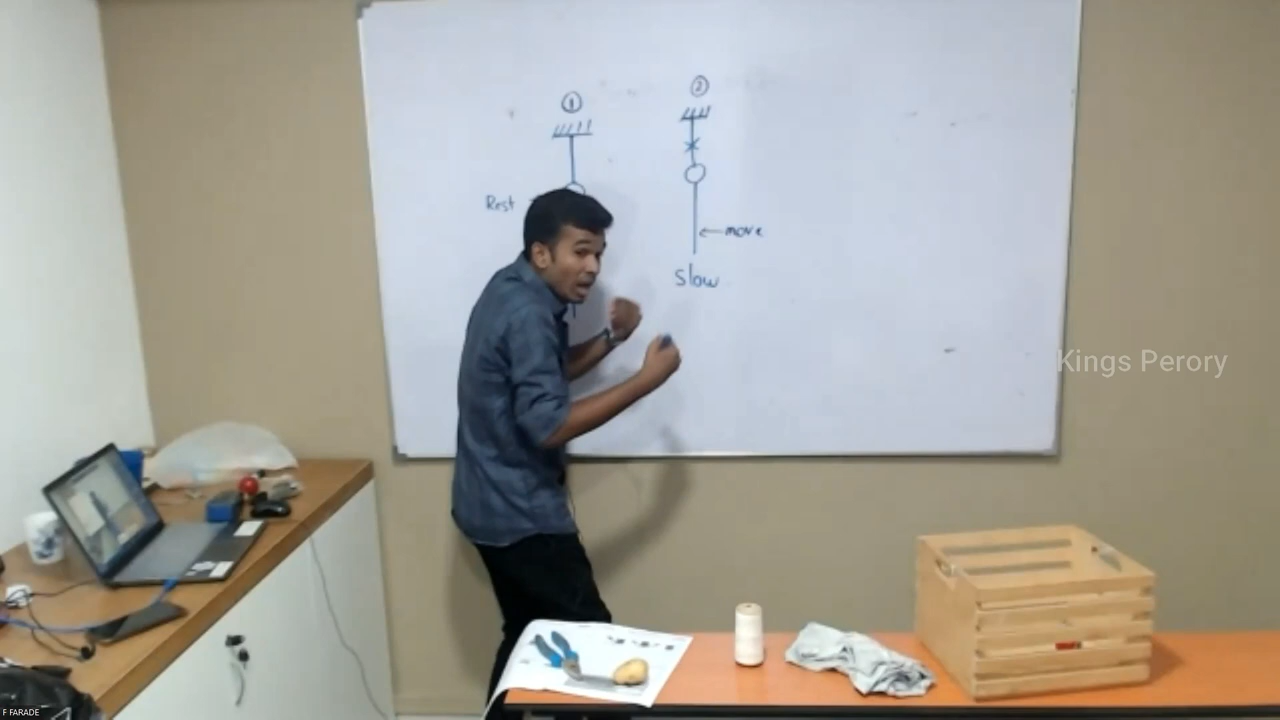 ①
②
Rest
move
slow
Kings Perory
F FARADE